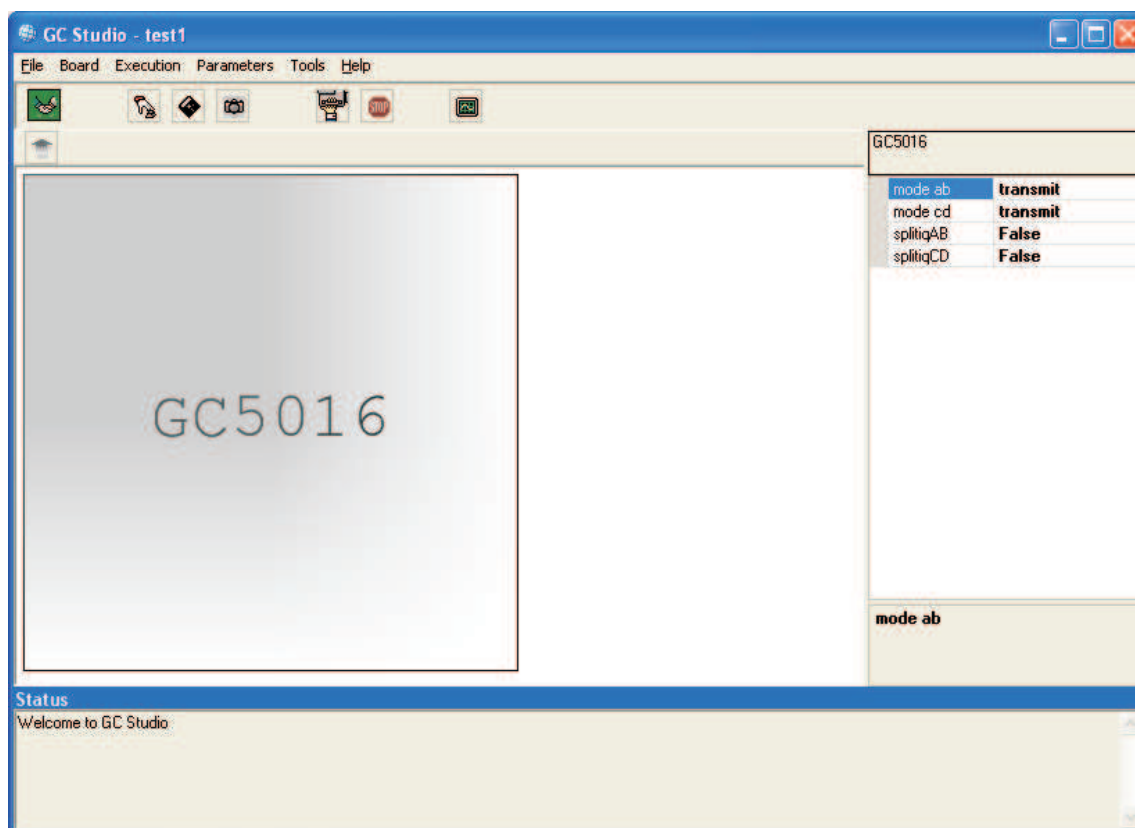 GC Studio - test1
File Board Execution Parameters Tools Help
STOP
GC5016
mode ab transmit
mode cd transmit
splitiqAB False
splitiqCD False
GC5016
mode ab
Status
Welcome to GC Studio